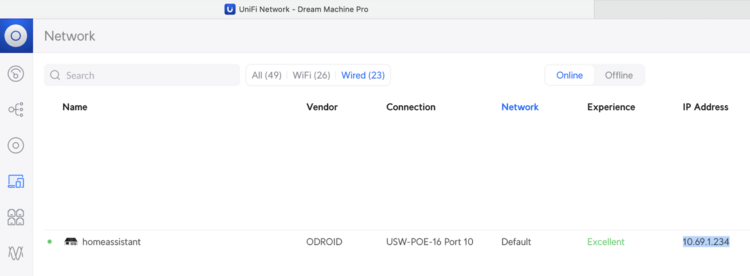 UniFi Network - Dream Machine Pro
Network
Search All (49) WiFi (26) Wired (23) Online Offline
Name Vendor Connection Network Experience IP Address
homeassistant ODROID USW-POE-16 Port 10 Default Excellent 10.69.1.234